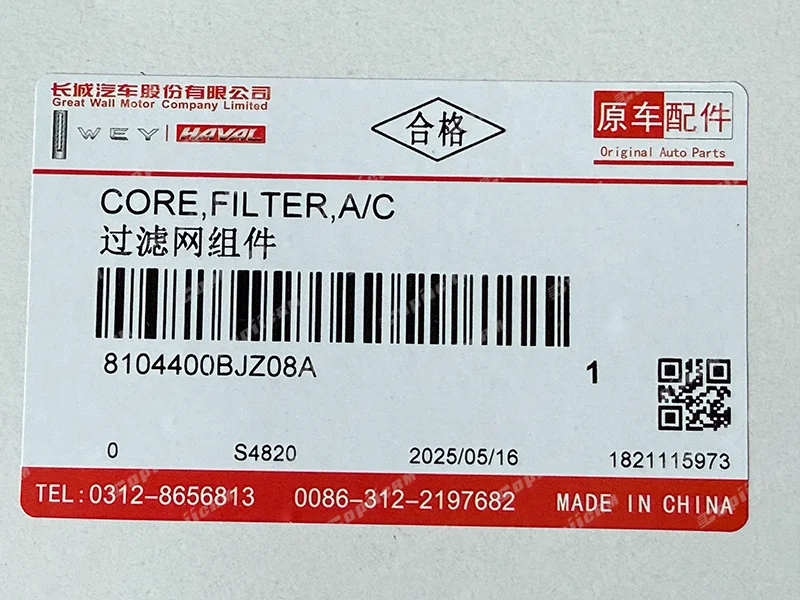 长城汽车股份有限公司
Great Wall Motor Company Limited
WEY HAVAL
合格
原车配件
Original Auto Parts
CORE,FILTER,A/C
过滤网组件
8104400BJZ08A
1
0 S4820 2025/05/16 1821115973
TEL:0312-8656813 0086-312-2197682 MADE IN CHINA